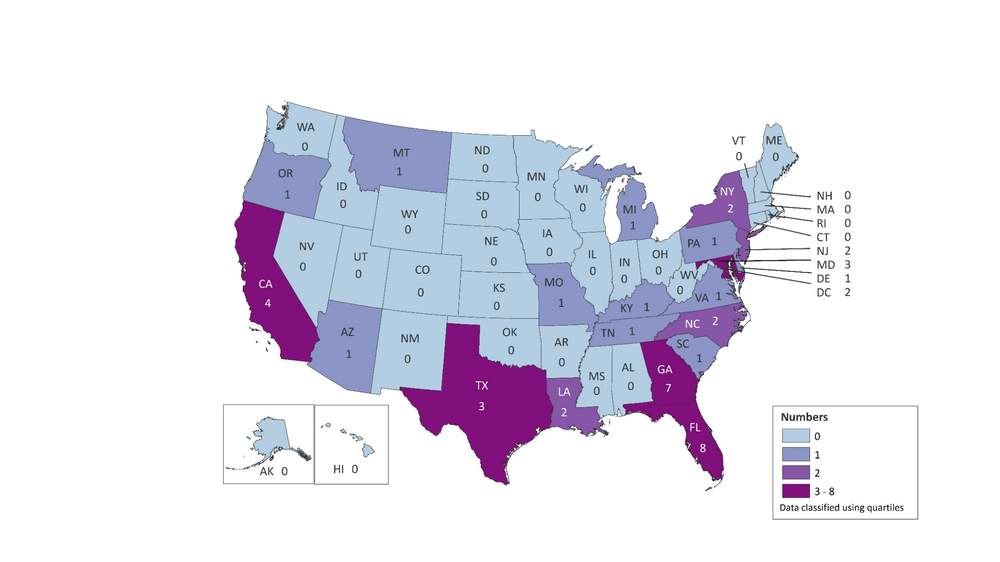 WA
0
OR
1
CA
4
ID
0
NV
0
MT
1
WY
0
UT
0
AZ
1
CO
0
NM
0
ND
0
SD
0
NE
0
KS
0
OK
0
TX
3
MN
0
IA
0
MO
1
AR
0
LA
2
WI
0
IL
0
MI
1
IN
0
OH
0
KY 1
TN 1
MS
0
AL
0
GA
7
FL
8
SC
1
NC 2
VA 1
WV
0
PA 1
1
NY
2
VT
0
ME
0
NH 0
MA 0
RI 0
CT 0
NJ 2
MD 3
DE 1
DC 2
AK 0
HI 0
Numbers
0
1
2
3 - 8
Data classified using quartiles